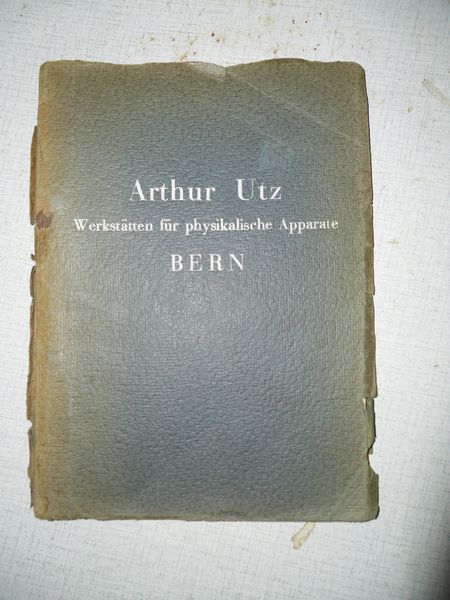 Arthur Utz
Werkstätten für physikalische Apparate
BERN